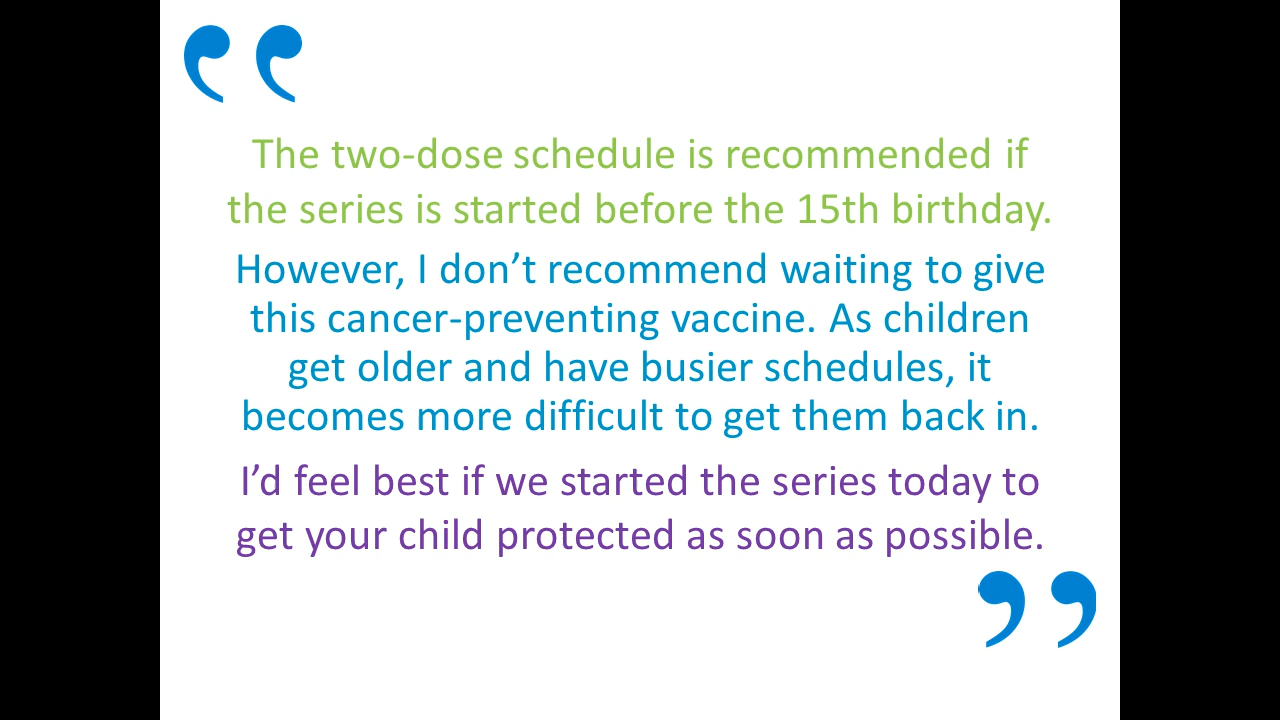 The two-dose schedule is recommended if
the series is started before the 15th birthday.
However, I don’t recommend waiting to give
this cancer-preventing vaccine. As children
get older and have busier schedules, it
becomes more difficult to get them back in.
I’d feel best if we started the series today to
get your child protected as soon as possible.